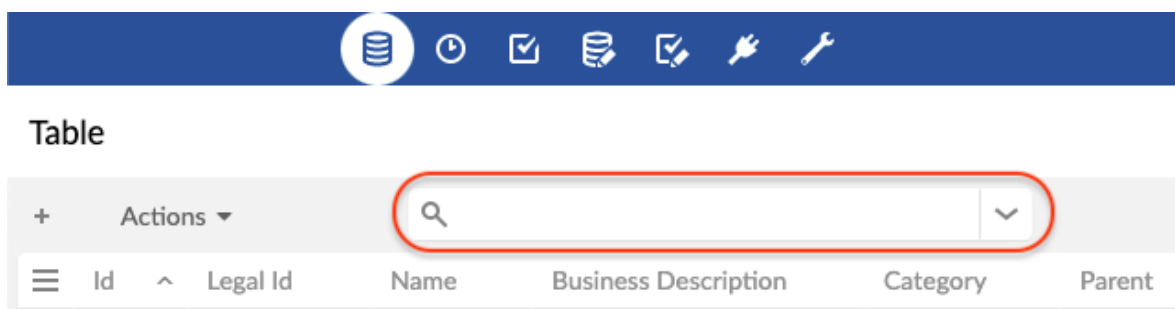 Table
+ Actions
Id Legal Id Name Business Description Category Parent